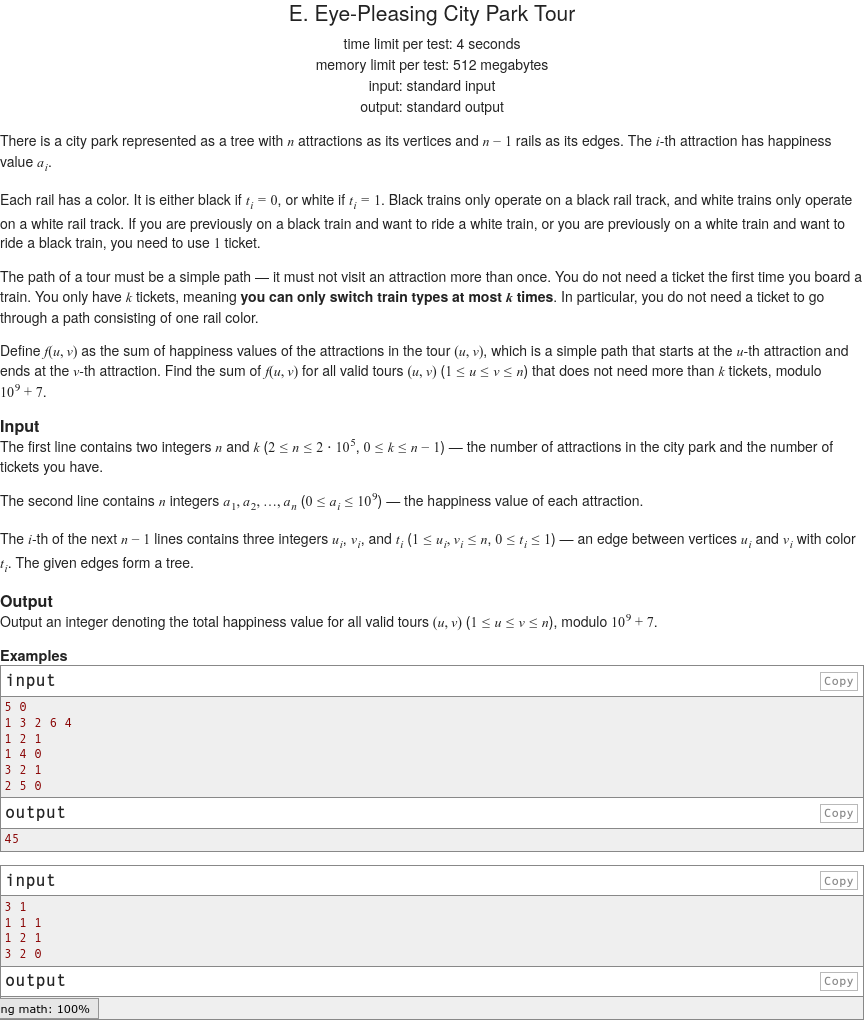 E. Eye-Pleasing City Park Tour
time limit per test: 4 seconds
memory limit per test: 512 megabytes
input: standard input
output: standard output
There is a city park represented as a tree with n attractions as its vertices and n − 1 rails as its edges. The i-th attraction has happiness
value a_i.
Each rail has a color. It is either black if t_i = 0, or white if t_i = 1. Black trains only operate on a black rail track, and white trains only operate
on a white rail track. If you are previously on a black train and want to ride a white train, or you are previously on a white train and want to
ride a black train, you need to use 1 ticket.
The path of a tour must be a simple path — it must not visit an attraction more than once. You do not need a ticket the first time you board a
train. You only have k tickets, meaning you can only switch train types at most k times. In particular, you do not need a ticket to go
through a path consisting of one rail color.
Define f(u, v) as the sum of happiness values of the attractions in the tour (u, v), which is a simple path that starts at the u-th attraction and
ends at the v-th attraction. Find the sum of f(u, v) for all valid tours (u, v) (1 ≤ u ≤ v ≤ n) that does not need more than k tickets, modulo
10^9 + 7.
Input
The first line contains two integers n and k (2 ≤ n ≤ 2 · 10^5, 0 ≤ k ≤ n − 1) — the number of attractions in the city park and the number of
tickets you have.
The second line contains n integers a_1, a_2, …, a_n (0 ≤ a_i ≤ 10^9) — the happiness value of each attraction.
The i-th of the next n − 1 lines contains three integers u_i, v_i, and t_i (1 ≤ u_i, v_i ≤ n, 0 ≤ t_i ≤ 1) — an edge between vertices u_i and v_i with color
t_i. The given edges form a tree.
Output
Output an integer denoting the total happiness value for all valid tours (u, v) (1 ≤ u ≤ v ≤ n), modulo 10^9 + 7.
Examples
input Copy
5 0
1 3 2 6 4
1 2 1
1 4 0
3 2 1
2 5 0
output Copy
45
input Copy
3 1
1 1 1
1 2 1
3 2 0
output Copy
ng math: 100%